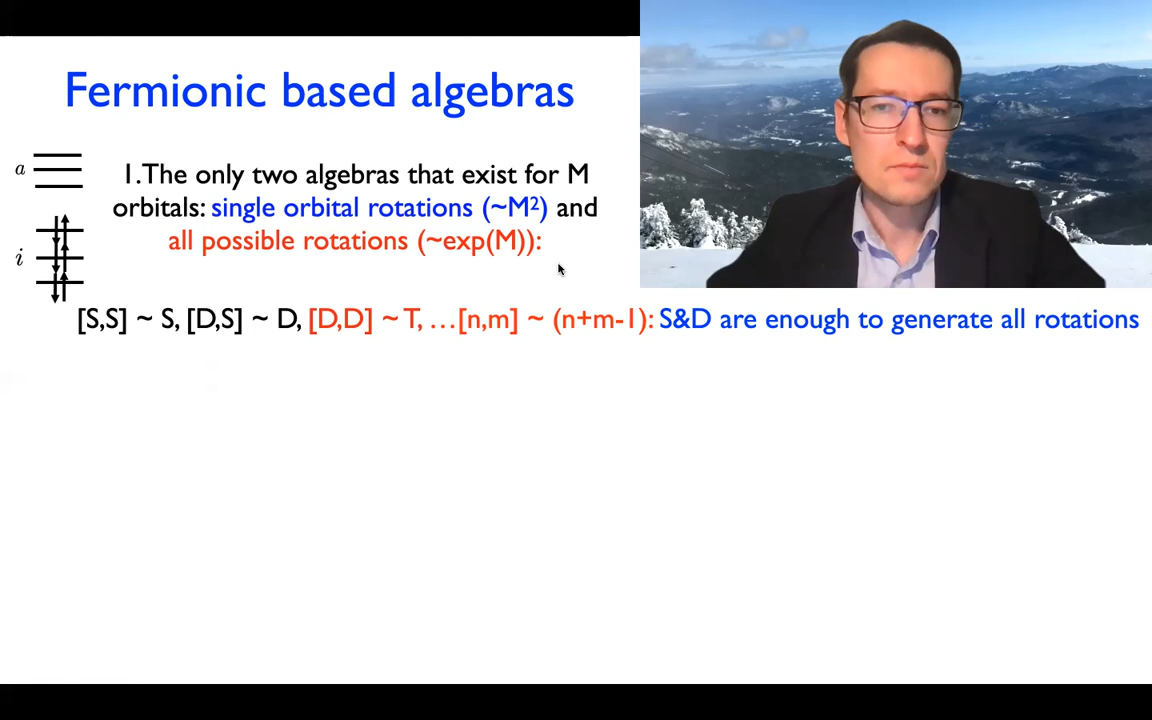 Fermionic based algebras
a
1.The only two algebras that exist for M
orbitals: single orbital rotations (~M²) and
i
all possible rotations (~exp(M)):
[S,S] ~ S, [D,S] ~ D, [D,D] ~ T, …[n,m] ~ (n+m-1): S&D are enough to generate all rotations